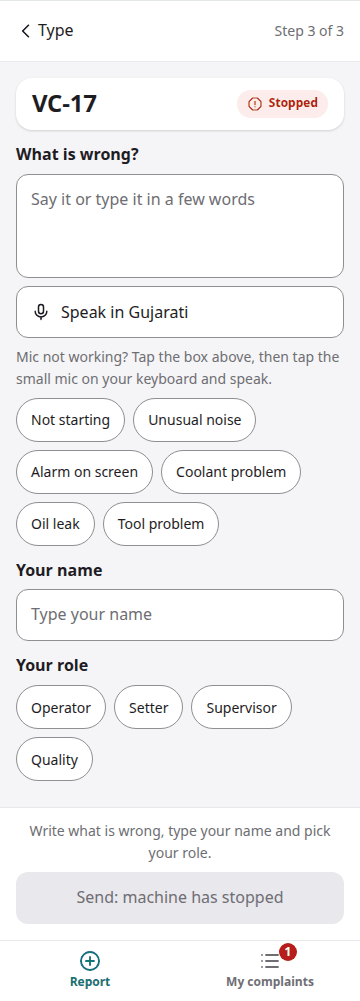 Type
Step 3 of 3
VC-17
Stopped
What is wrong?
Say it or type it in a few words
Speak in Gujarati
Mic not working? Tap the box above, then tap the
small mic on your keyboard and speak.
Not starting
Unusual noise
Alarm on screen
Coolant problem
Oil leak
Tool problem
Your name
Type your name
Your role
Operator
Setter
Supervisor
Quality
Write what is wrong, type your name and pick
your role.
Send: machine has stopped
1
Report
My complaints